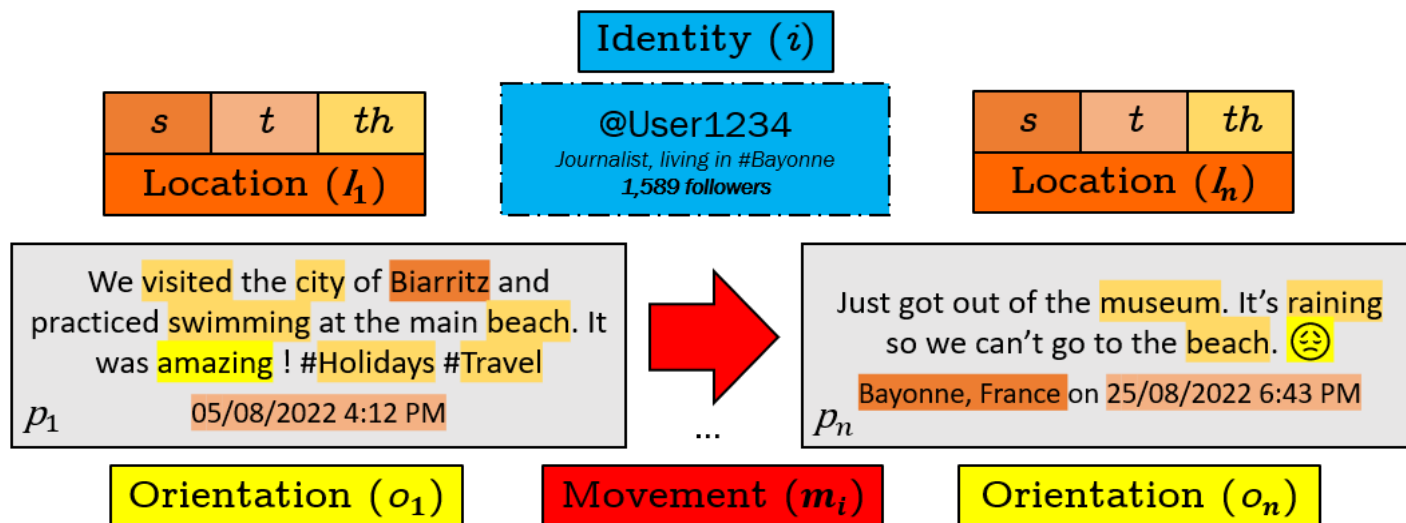 Identity (i)
s t th
Location (l₁)
@User1234
Journalist, living in #Bayonne
1,589 followers
s t th
Location (lₙ)
We visited the city of Biarritz and
practiced swimming at the main beach. It
was amazing ! #Holidays #Travel
05/08/2022 4:12 PM
p₁
...
Just got out of the museum. It's raining
so we can't go to the beach. 😔
Bayonne, France on 25/08/2022 6:43 PM
pₙ
Orientation (o₁)
Movement (mᵢ)
Orientation (oₙ)